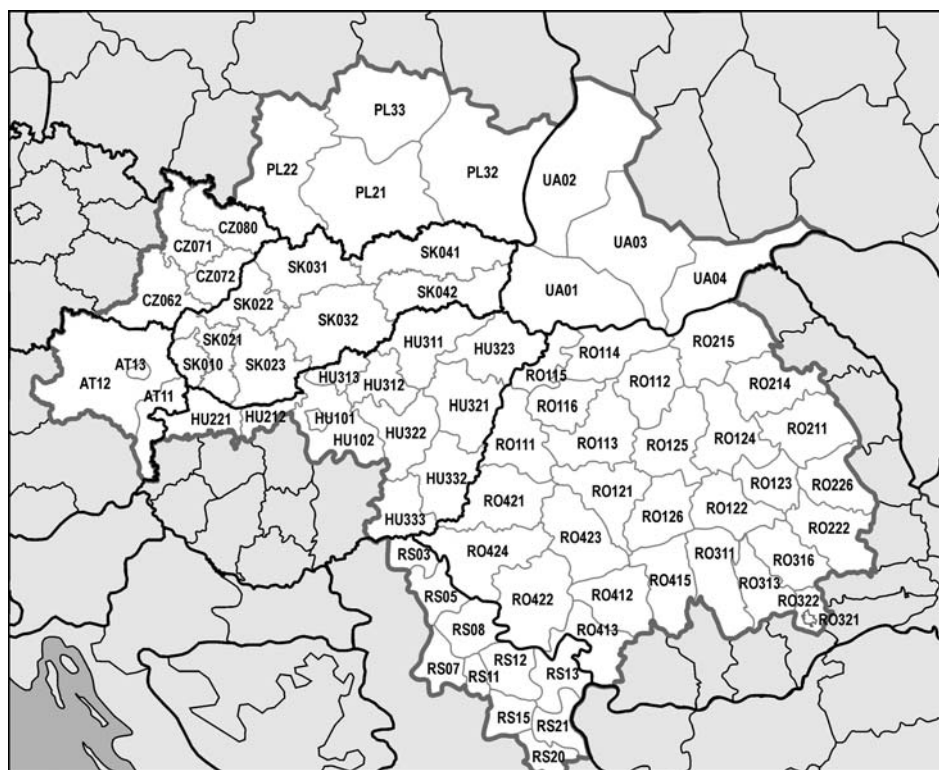 PL33
PL22
PL32
UA02
PL21
CZ080
UA03
CZ071
SK041
SK031
CZ072
UA04
SK042
UA01
CZ062
SK022
SK032
SK021
HU311
RO215
RO114
HU323
AT13
SK010
SK023
RO115
HU313
HU312
RO112
RO214
AT12
AT11
HU321
RO116
HU221
HU212
HU101
HU322
RO211
HU102
RO111
RO113
RO125
RO124
HU332
RO123
RO421
RO121
RO226
RO122
HU333
RO126
RO222
RO423
RS03
RO424
RO311
RO316
RO415
RO313
RS05
RO422
RO412
RO322
RO321
RS08
RO413
RS12
RS07
RS11
RS13
RS15
RS21
RS20